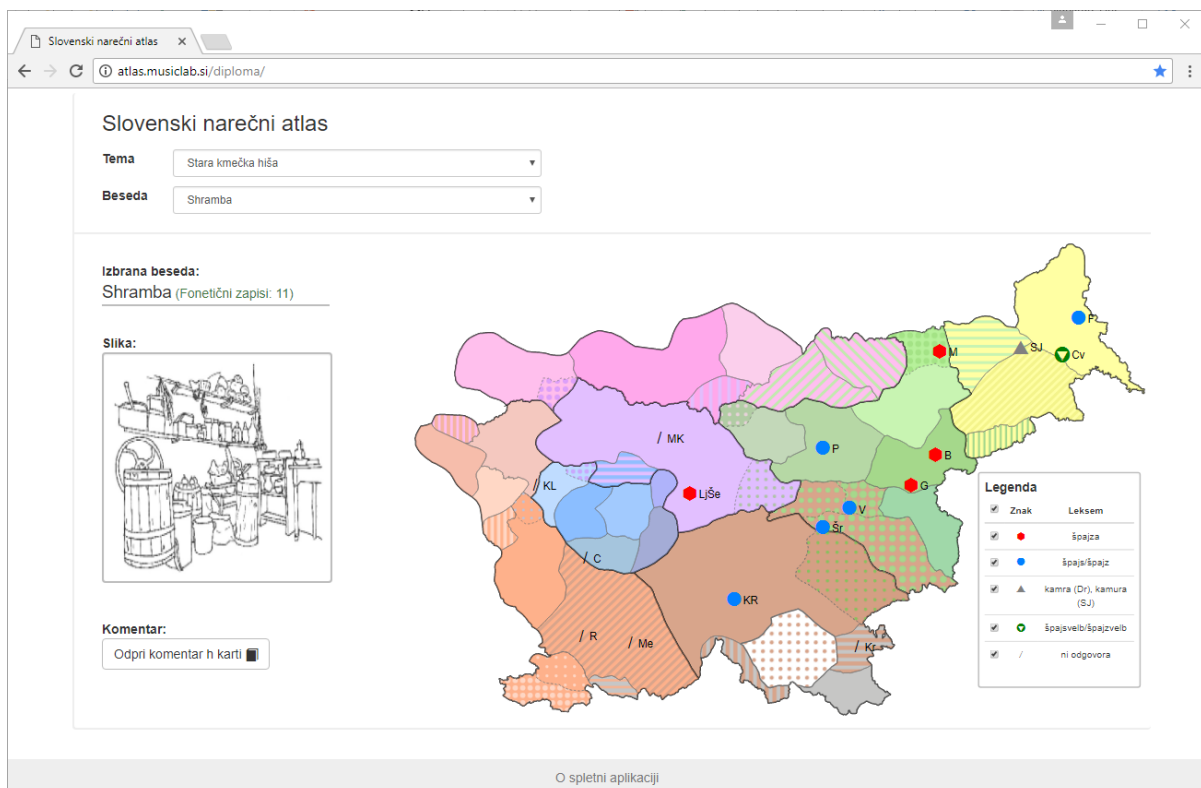 Slovenski narečni atlas
atlas.musiclab.si/diploma/
Slovenski narečni atlas
Tema
Stara kmečka hiša
Beseda
Shramba
Izbrana beseda:
Shramba (Fonetični zapisi: 11)
Slika:
Komentar:
Odpri komentar h karti
P
M
SJ
Cv
/ MK
P
B
/ KL
LjŠe
G
V
Šr
/ C
KR
/ R
/ Me
/ Kr
Legenda
Znak Leksem
špajza
špajs/špajz
kamra (Dr), kamura
(SJ)
špajsvelb/špajzvelb
/ ni odgovora
O spletni aplikaciji